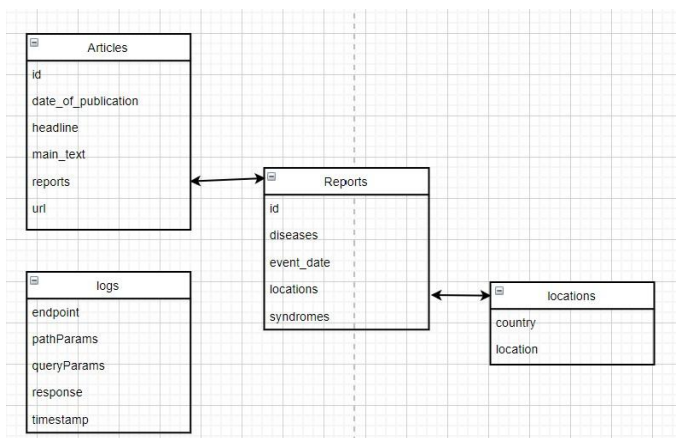 Articles
id
date_of_publication
headline
main_text
reports
url
Reports
id
diseases
event_date
locations
syndromes
logs
endpoint
pathParams
queryParams
response
timestamp
locations
country
location